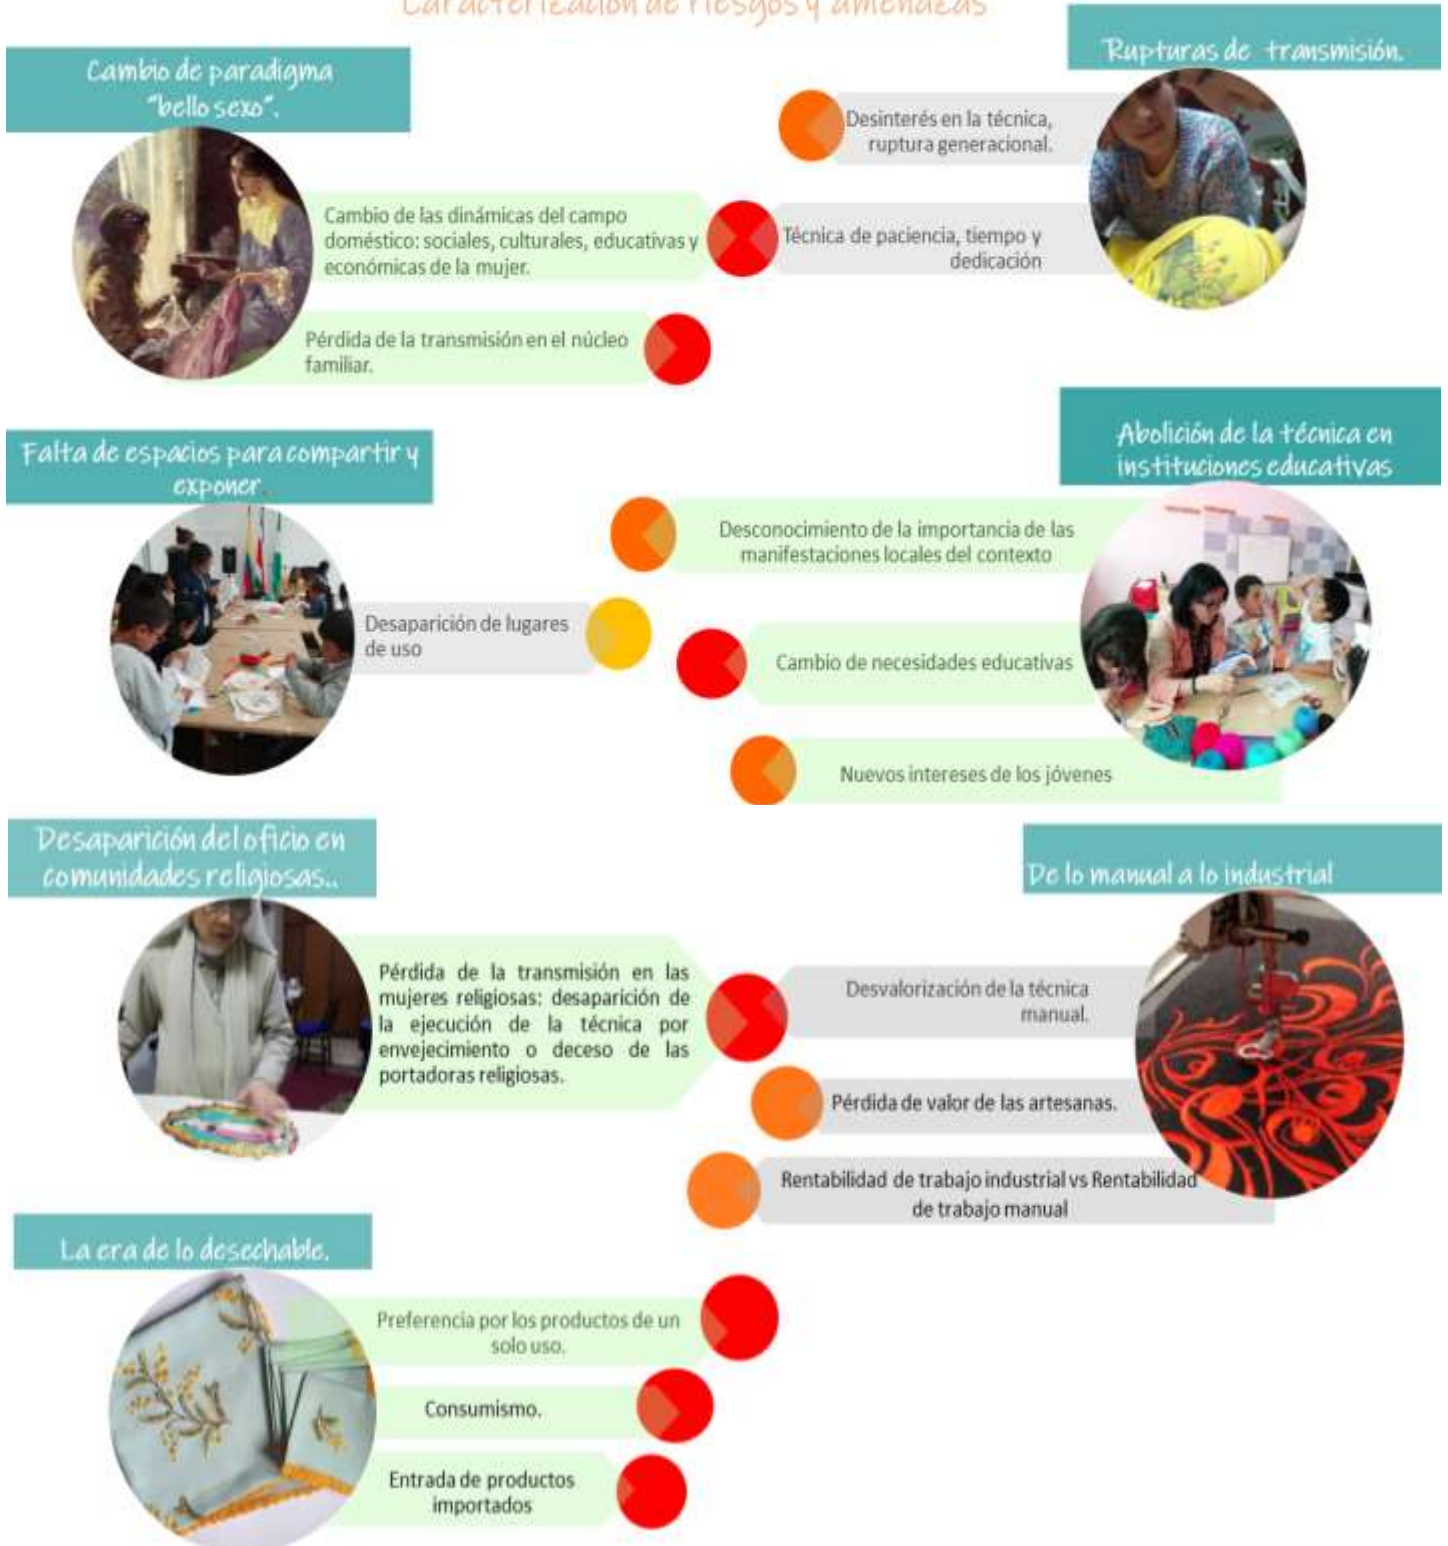 Caracterización de riesgos y amenazas
Cambio de paradigma
"bello sexo".
Cambio de las dinámicas del campo
doméstico: sociales, culturales, educativas y
económicas de la mujer.
Pérdida de la transmisión en el núcleo
familiar.
Rupturas de transmisión.
Desinterés en la técnica,
ruptura generacional.
Técnica de paciencia, tiempo y
dedicación
Falta de espacios para compartir y
exponer.
Desaparición de lugares
de uso
Abolición de la técnica en
instituciones educativas
Desconocimiento de la importancia de las
manifestaciones locales del contexto
Cambio de necesidades educativas
Nuevos intereses de los jóvenes
Desaparición del oficio en
comunidades religiosas..
Pérdida de la transmisión en las
mujeres religiosas: desaparición de
la ejecución de la técnica por
envejecimiento o deceso de las
portadoras religiosas.
De lo manual a lo industrial
Desvalorización de la técnica
manual.
Pérdida de valor de las artesanas.
Rentabilidad de trabajo industrial vs Rentabilidad
de trabajo manual
La era de lo desechable.
Preferencia por los productos de un
solo uso.
Consumismo.
Entrada de productos
importados